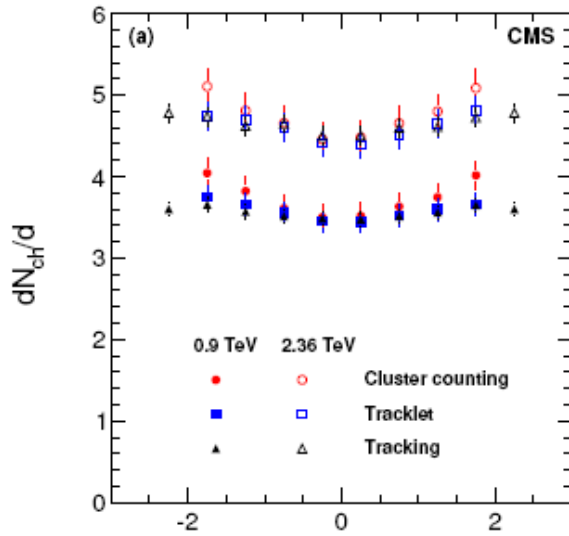 (a) CMS
6
5
4
3
2
1
0
dN_ch/d
0.9 TeV 2.36 TeV
Cluster counting
Tracklet
Tracking
-2 0 2